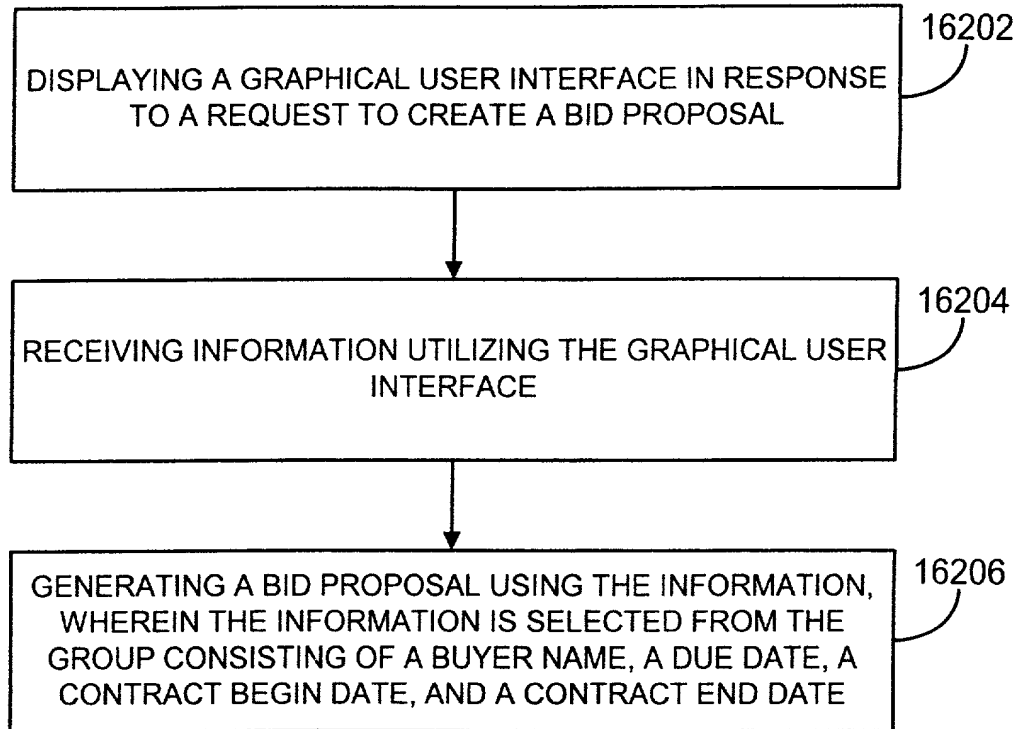 16202
DISPLAYING A GRAPHICAL USER INTERFACE IN RESPONSE
TO A REQUEST TO CREATE A BID PROPOSAL
16204
RECEIVING INFORMATION UTILIZING THE GRAPHICAL USER
INTERFACE
16206
GENERATING A BID PROPOSAL USING THE INFORMATION,
WHEREIN THE INFORMATION IS SELECTED FROM THE
GROUP CONSISTING OF A BUYER NAME, A DUE DATE, A
CONTRACT BEGIN DATE, AND A CONTRACT END DATE